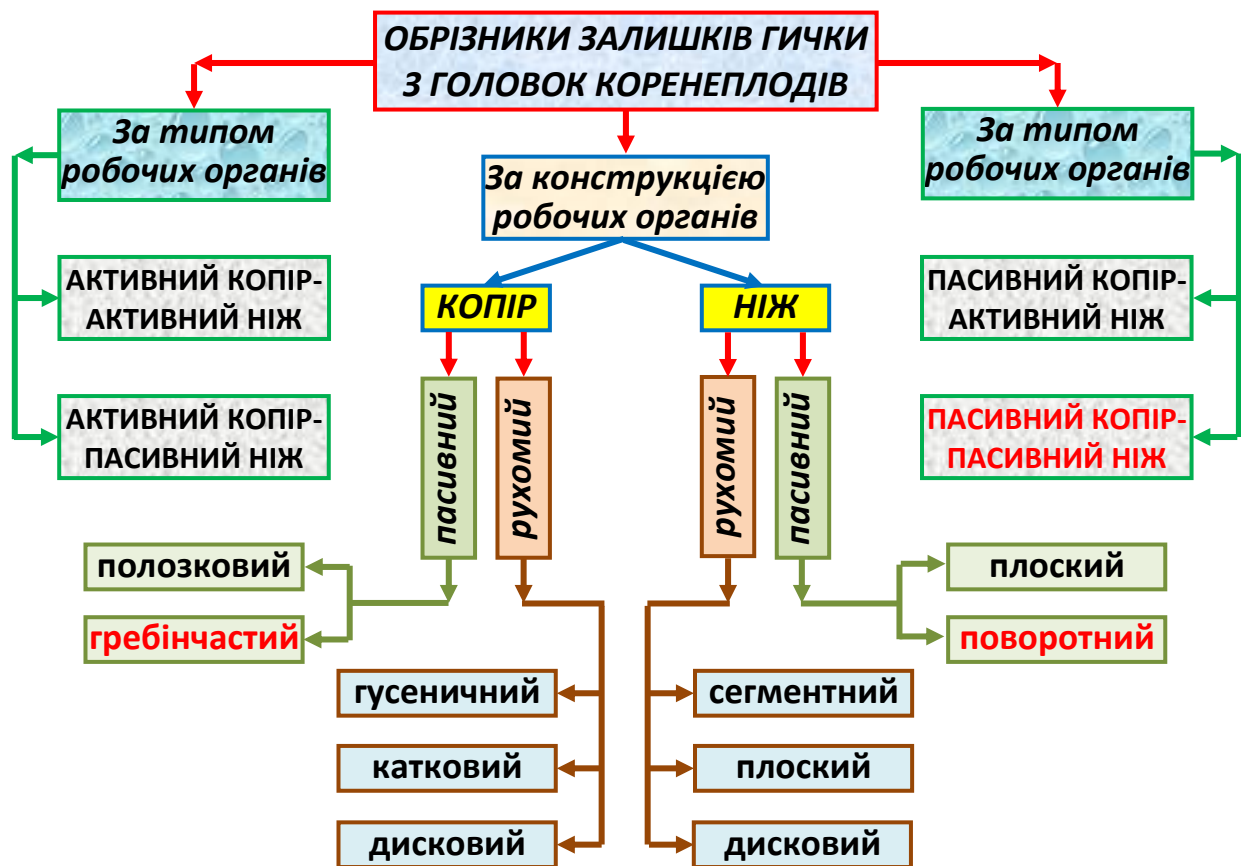 ОБРІЗНИКИ ЗАЛИШКІВ ГИЧКИ
З ГОЛОВОК КОРЕНЕПЛОДІВ
За типом
робочих органів
За конструкцією
робочих органів
За типом
робочих органів
АКТИВНИЙ КОПІР-
АКТИВНИЙ НІЖ
КОПІР
НІЖ
ПАСИВНИЙ КОПІР-
АКТИВНИЙ НІЖ
АКТИВНИЙ КОПІР-
ПАСИВНИЙ НІЖ
пасивний
рухомий
рухомий
пасивний
ПАСИВНИЙ КОПІР-
ПАСИВНИЙ НІЖ
полозковий
плоский
гребінчастий
поворотний
гусеничний
сегментний
катковий
плоский
дисковий
дисковий